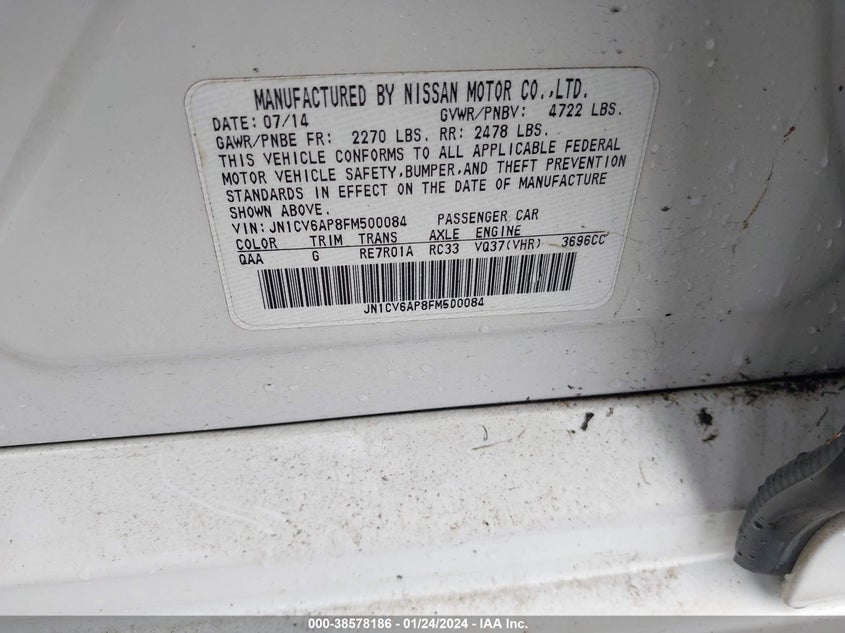 MANUFACTURED BY NISSAN MOTOR CO.,LTD.
DATE: 07/14 GVWR/PNBV: 4722 LBS.
GAWR/PNBE FR: 2270 LBS. RR: 2478 LBS.
THIS VEHICLE CONFORMS TO ALL APPLICABLE FEDERAL
MOTOR VEHICLE SAFETY,BUMPER,AND THEFT PREVENTION
STANDARDS IN EFFECT ON THE DATE OF MANUFACTURE
SHOWN ABOVE.
VIN: JN1CV6AP8FM500084 PASSENGER CAR
COLOR TRIM TRANS AXLE ENGINE
QAA G RE7R01A RC33 VQ37(VHR) 3696CC
JN1CV6AP8FM500084
000-38578186 / 01/24/2024 - IAA Inc.